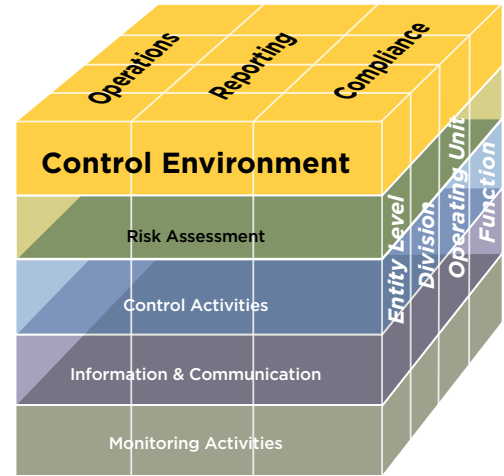 Operations
Reporting
Compliance
Control Environment
Risk Assessment
Control Activities
Information & Communication
Monitoring Activities
Entity Level
Division
Operating Unit
Function